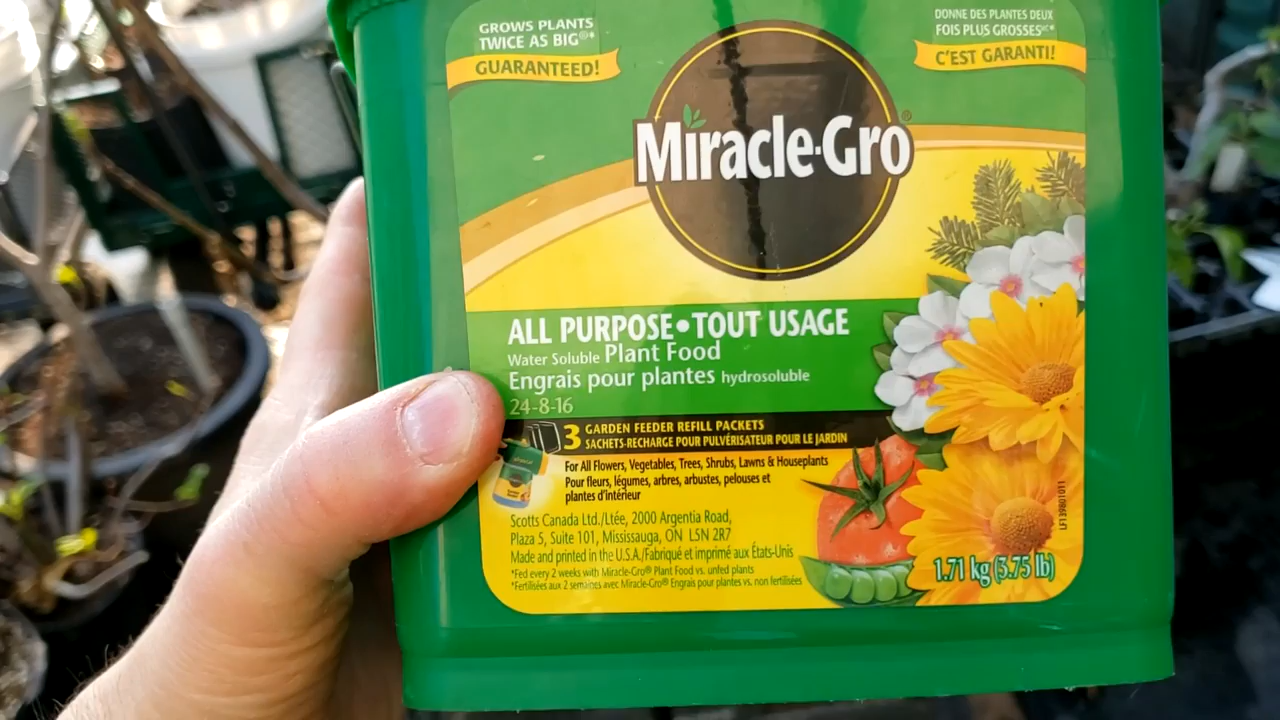 GROWS PLANTS
TWICE AS BIG®*
GUARANTEED!
DONNE DES PLANTES DEUX
FOIS PLUS GROSSES
C'EST GARANTI!
Miracle-Gro®
ALL PURPOSE•TOUT USAGE
Water Soluble Plant Food
Engrais pour plantes hydrosoluble
24-8-16
3 GARDEN FEEDER REFILL PACKETS
SACHETS-RECHARGE POUR PULVÉRISATEUR POUR LE JARDIN
For All Flowers, Vegetables, Trees, Shrubs, Lawns & Houseplants
Pour fleurs, légumes, arbres, arbustes, pelouses et
plantes d'intérieur
Scotts Canada Ltd./Ltée, 2000 Argentia Road,
Plaza 5, Suite 101, Mississauga, ON L5N 2R7
Made and printed in the U.S.A./Fabriqué et imprimé aux États-Unis
*Fed every 2 weeks with Miracle-Gro® Plant Food vs. unfed plants
*Fertilisées aux 2 semaines avec Miracle-Gro® Engrais pour plantes vs. non fertilisées
1.71 kg (3.75 lb)